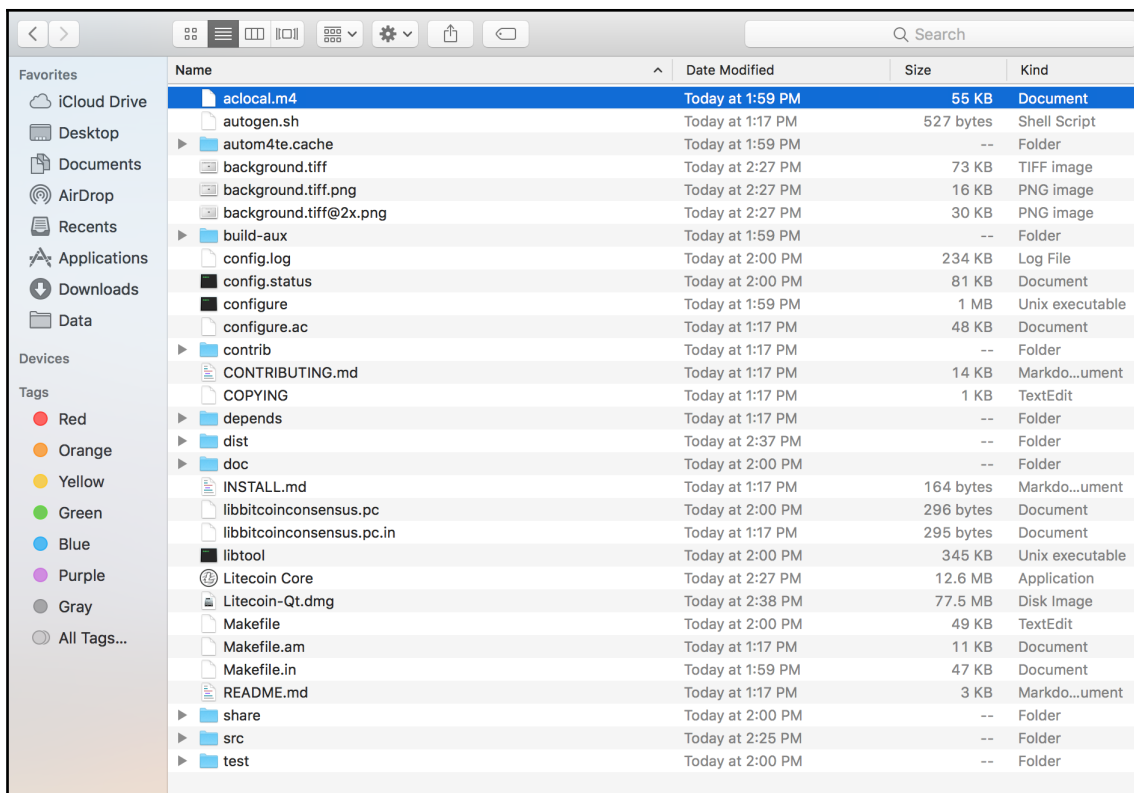 Search
Favorites
iCloud Drive
Desktop
Documents
AirDrop
Recents
Applications
Downloads
Data
Devices
Tags
Red
Orange
Yellow
Green
Blue
Purple
Gray
All Tags...
Name Date Modified Size Kind
aclocal.m4 Today at 1:59 PM 55 KB Document
autogen.sh Today at 1:17 PM 527 bytes Shell Script
autom4te.cache Today at 1:59 PM -- Folder
background.tiff Today at 2:27 PM 73 KB TIFF image
background.tiff.png Today at 2:27 PM 16 KB PNG image
background.tiff@2x.png Today at 2:27 PM 30 KB PNG image
build-aux Today at 1:59 PM -- Folder
config.log Today at 2:00 PM 234 KB Log File
config.status Today at 2:00 PM 81 KB Document
configure Today at 1:59 PM 1 MB Unix executable
configure.ac Today at 1:17 PM 48 KB Document
contrib Today at 1:17 PM -- Folder
CONTRIBUTING.md Today at 1:17 PM 14 KB Markdo...ument
COPYING Today at 1:17 PM 1 KB TextEdit
depends Today at 1:17 PM -- Folder
dist Today at 2:37 PM -- Folder
doc Today at 2:00 PM -- Folder
INSTALL.md Today at 1:17 PM 164 bytes Markdo...ument
libbitcoinconsensus.pc Today at 2:00 PM 296 bytes Document
libbitcoinconsensus.pc.in Today at 1:17 PM 295 bytes Document
libtool Today at 2:00 PM 345 KB Unix executable
Litecoin Core Today at 2:27 PM 12.6 MB Application
Litecoin-Qt.dmg Today at 2:38 PM 77.5 MB Disk Image
Makefile Today at 2:00 PM 49 KB TextEdit
Makefile.am Today at 1:17 PM 11 KB Document
Makefile.in Today at 1:59 PM 47 KB Document
README.md Today at 1:17 PM 3 KB Markdo...ument
share Today at 2:00 PM -- Folder
src Today at 2:25 PM -- Folder
test Today at 2:00 PM -- Folder